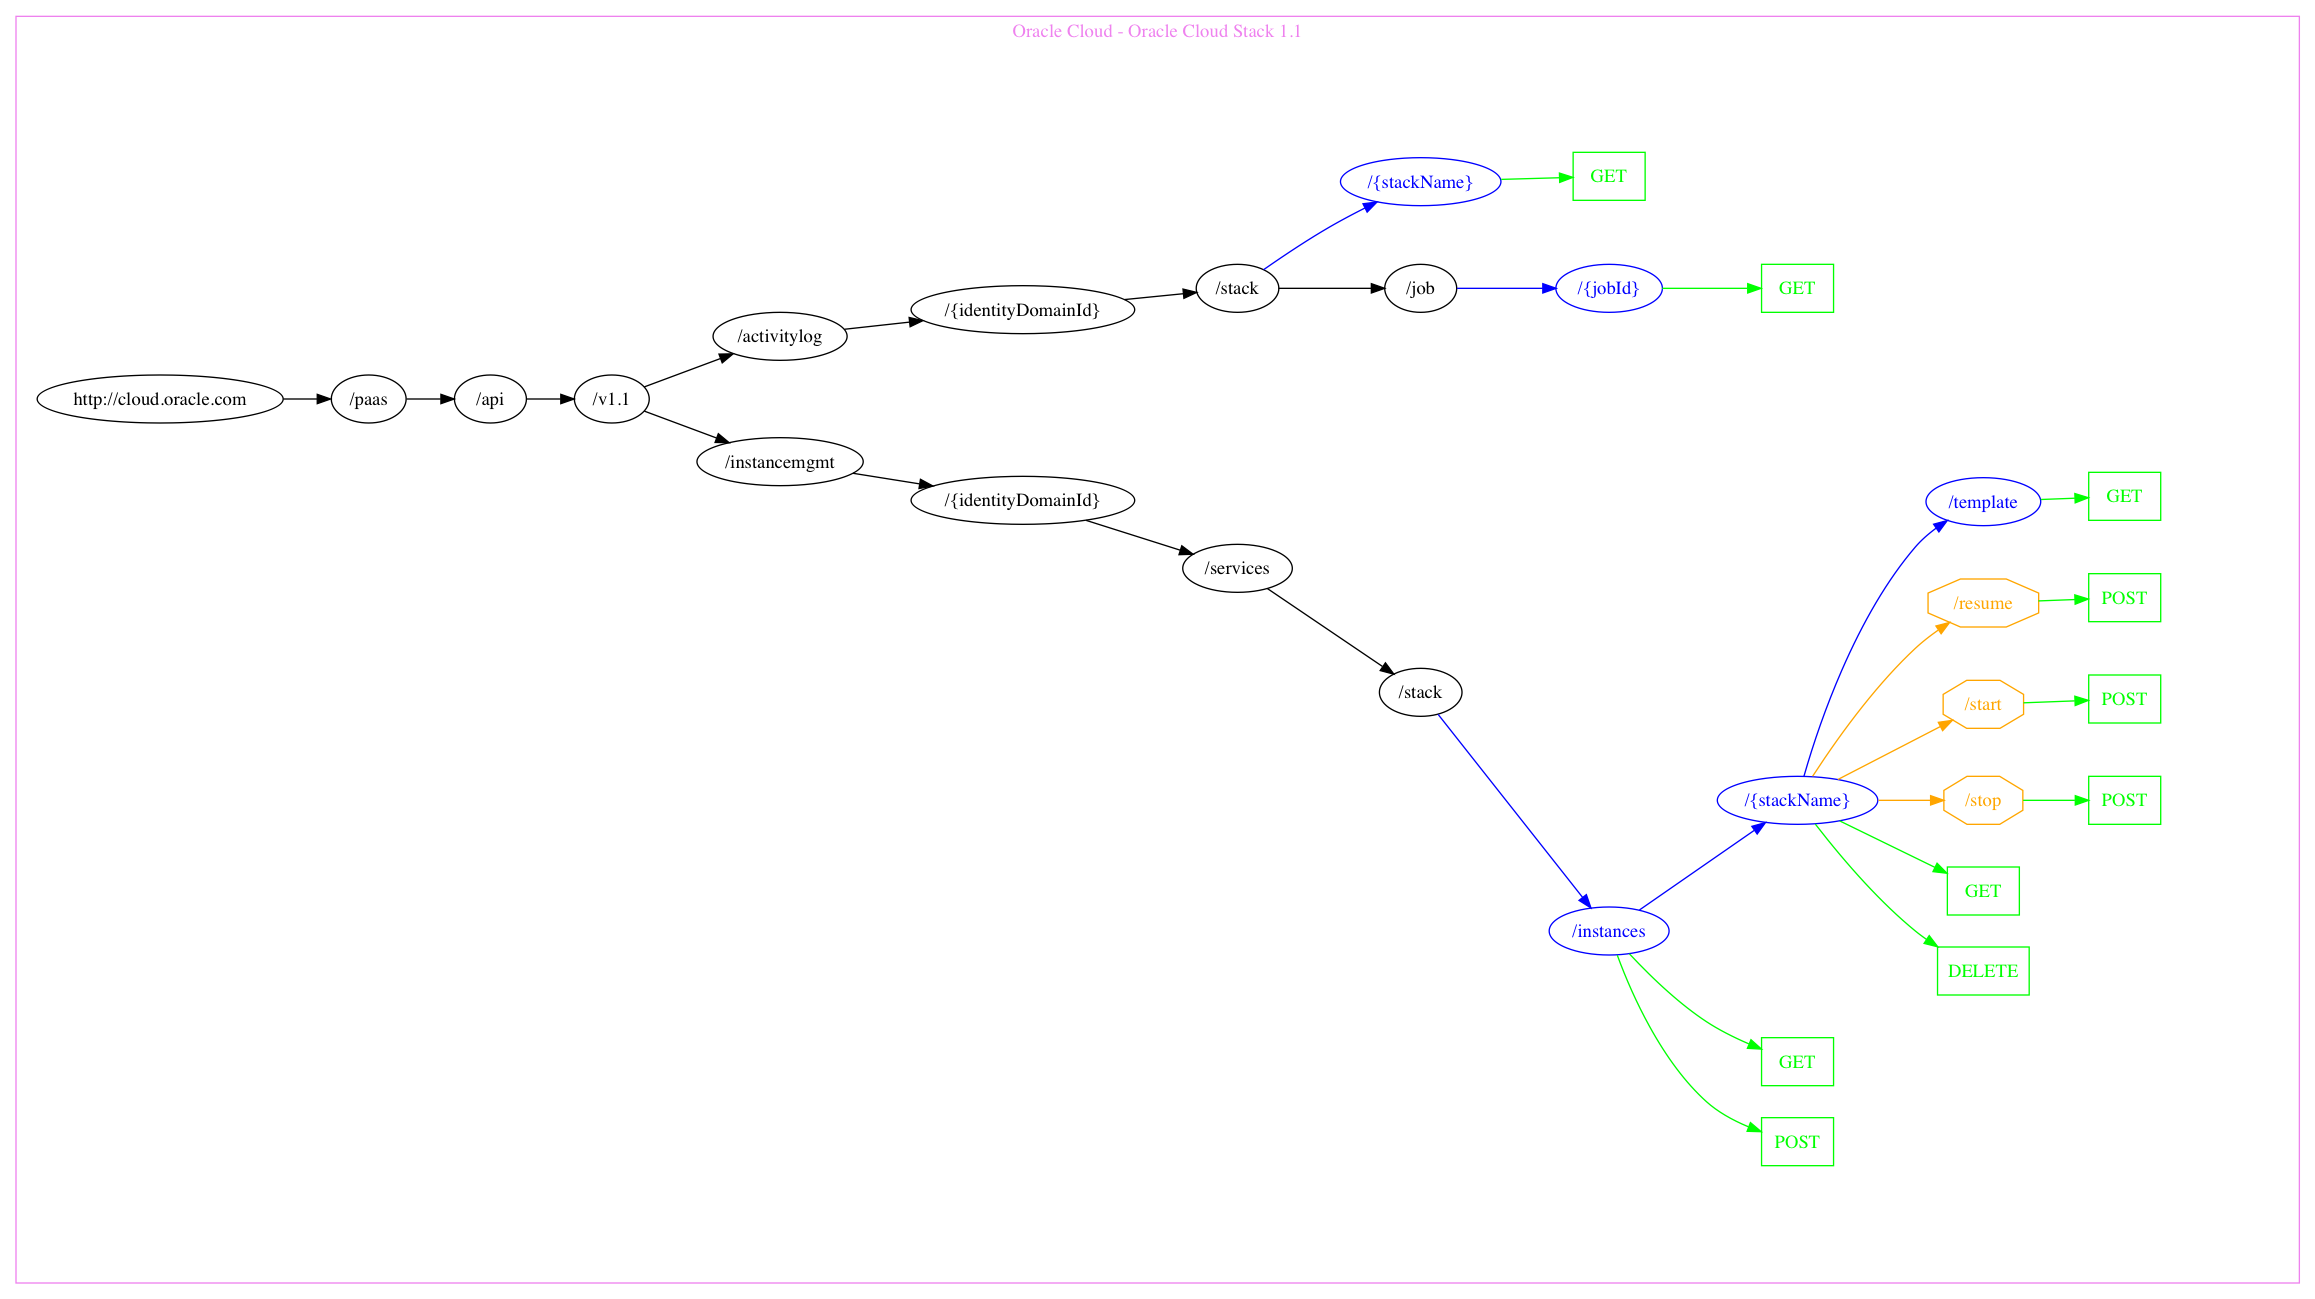 Oracle Cloud - Oracle Cloud Stack 1.1
/{stackName}
GET
/stack
/job
/{jobId}
GET
/{identityDomainId}
/activitylog
http://cloud.oracle.com
/paas
/api
/v1.1
/instancemgmt
/{identityDomainId}
/services
/stack
/template
GET
/resume
POST
/start
POST
/{stackName}
/stop
POST
GET
/instances
DELETE
GET
POST